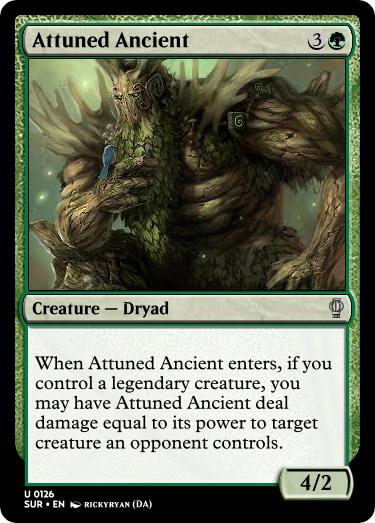 Attuned Ancient 3
Creature — Dryad
When Attuned Ancient enters, if you
control a legendary creature, you
may have Attuned Ancient deal
damage equal to its power to target
creature an opponent controls.
4/2
U 0126
SUR • EN RICKYRYAN (DA)